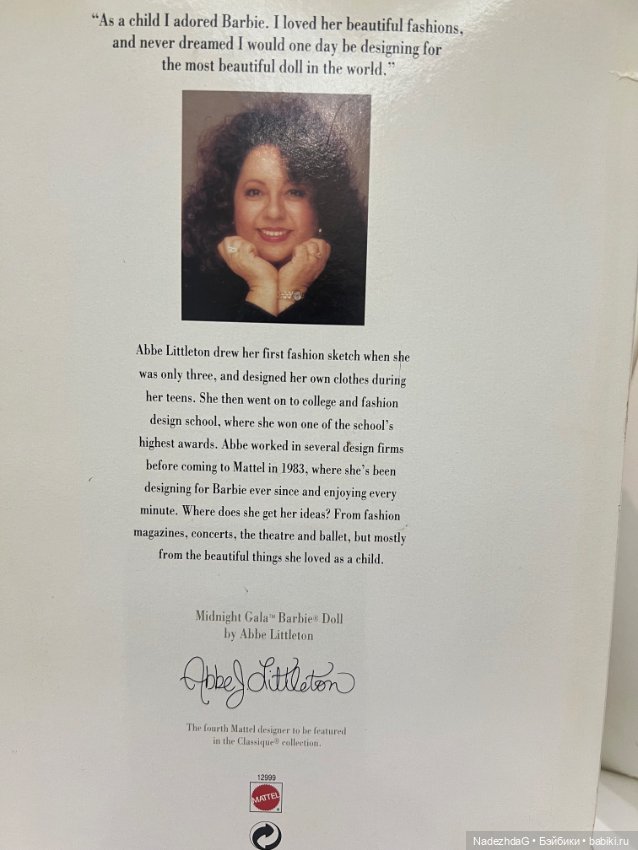 “As a child I adored Barbie. I loved her beautiful fashions,
and never dreamed I would one day be designing for
the most beautiful doll in the world.”
Abbe Littleton drew her first fashion sketch when she
was only three, and designed her own clothes during
her teens. She then went on to college and fashion
design school, where she won one of the school’s
highest awards. Abbe worked in several design firms
before coming to Mattel in 1983, where she’s been
designing for Barbie ever since and enjoying every
minute. Where does she get her ideas? From fashion
magazines, concerts, the theatre and ballet, but mostly
from the beautiful things she loved as a child.
Midnight Gala™ Barbie® Doll
by Abbe Littleton
Abbe J Littleton
The fourth Mattel designer to be featured
in the Classique® collection.
12999
MATTEL
NadezhdaG • Бэйбики • babiki.ru